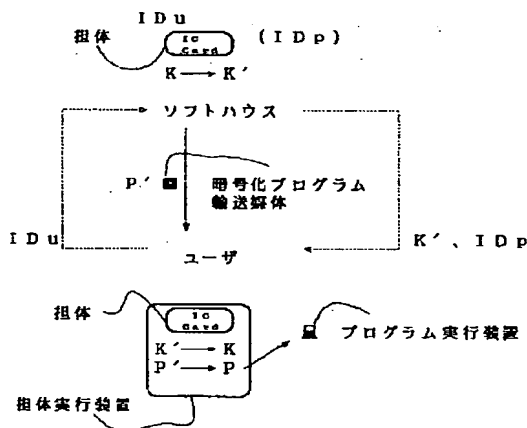 IDu
担体
IC
Card
(IDp)
K → K′
ソフトハウス
P′
暗号化プログラム
輸送媒体
IDu
K′、IDp
ユーザ
担体
IC
Card
プログラム実行装置
K′ → K
P′ → P
担体実行装置